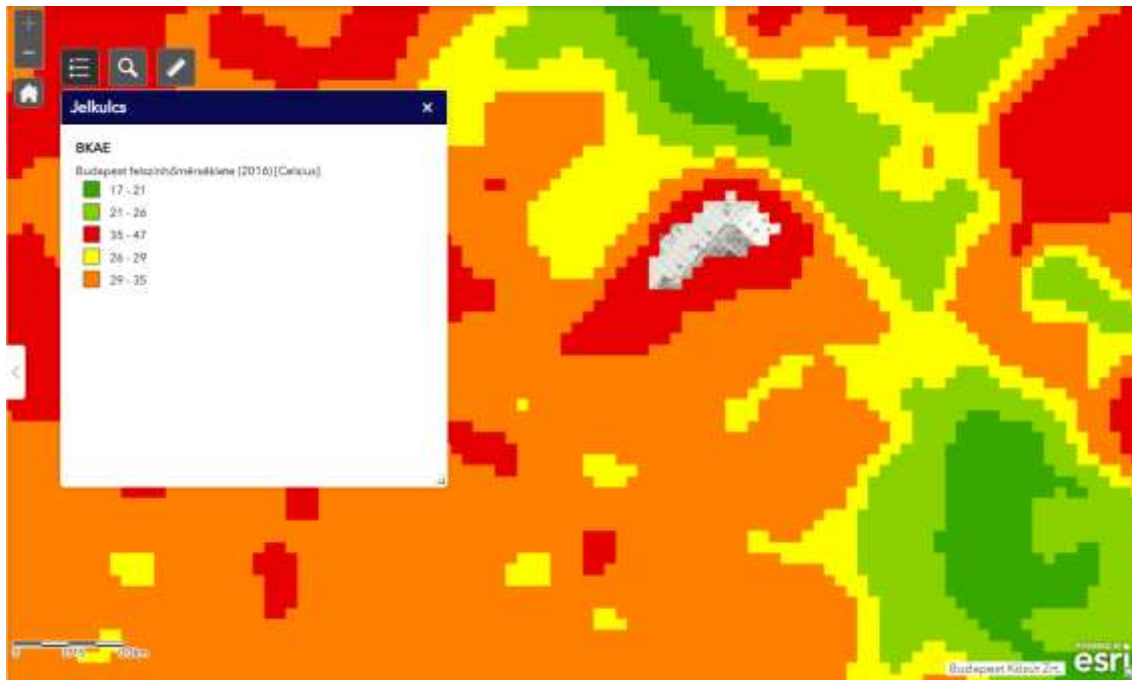 +
−
Jelkulcs ×
BKAE
Budapest felszínhőmérséklete (2016) [Celsius]
17 - 21
21 - 26
35 - 47
26 - 29
29 - 35
<
0
Budapest Közút Zrt.
esri